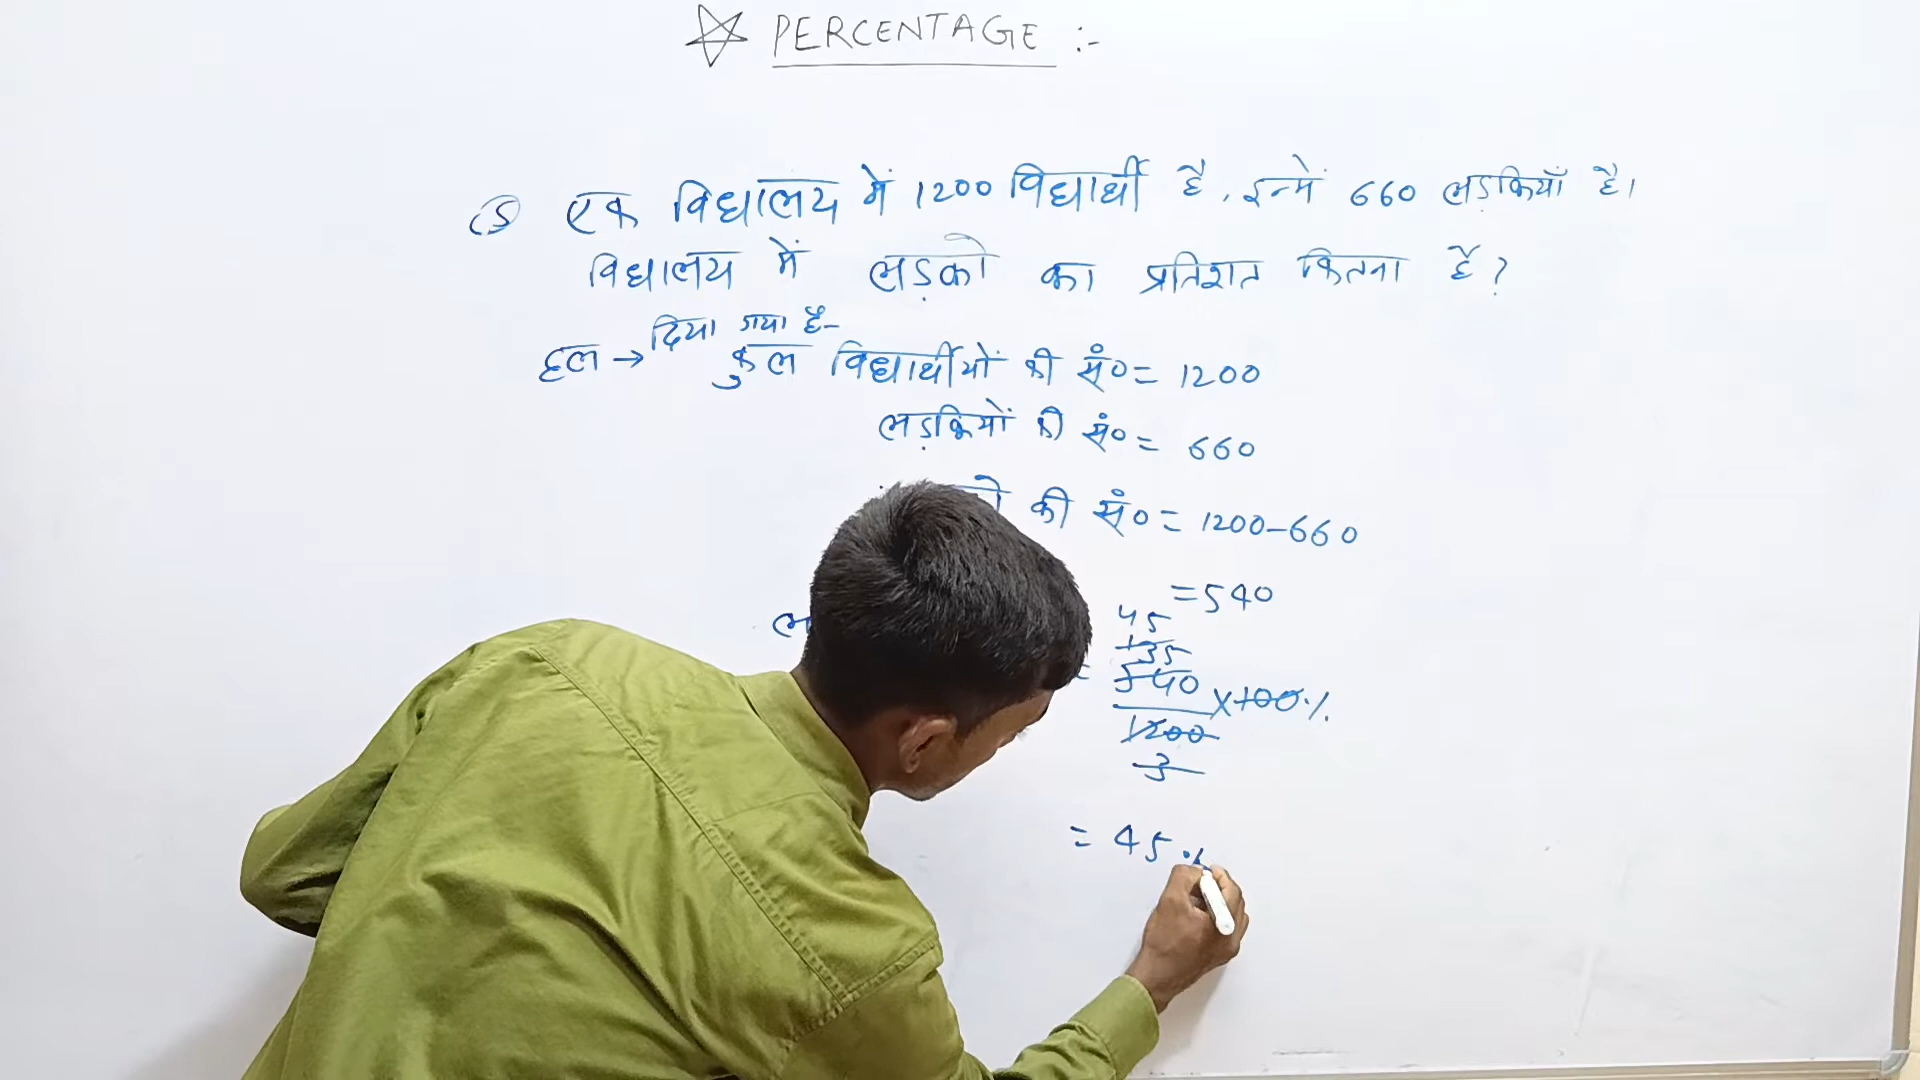 ☆ PERCENTAGE :-
एक विद्यालय में 1200 विद्यार्थी है, इनमें 660 लड़कियाँ है।
विद्यालय में लड़को का प्रतिशत कितना है?
हल → दिया गया है-
कुल विद्यार्थीयों की सं० = 1200
लड़कियों की सं० = 660
की सं० = 1200-660
= 540
45
135
= 540/1200 X 100 %
3
= 45 %